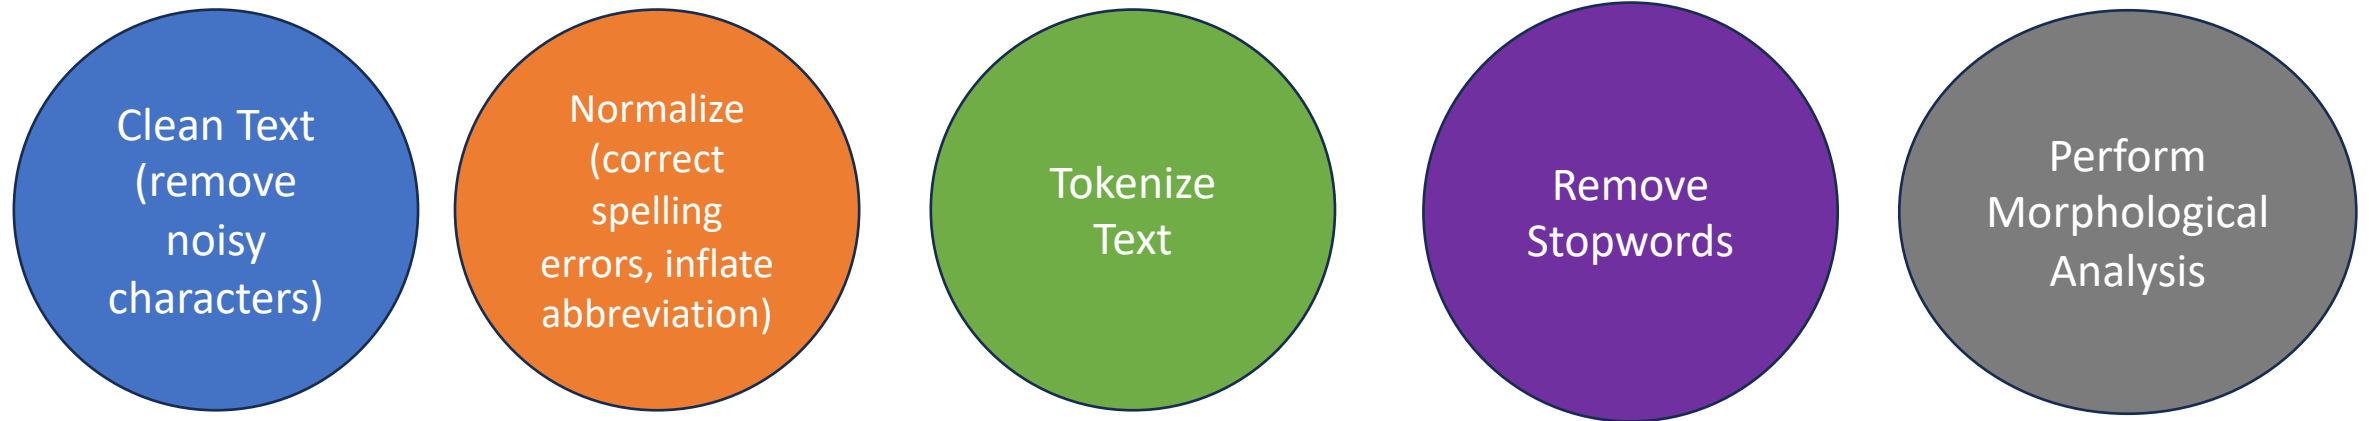 Clean Text
(remove
noisy
characters)
Normalize
(correct
spelling
errors, inflate
abbreviation)
Tokenize
Text
Remove
Stopwords
Perform
Morphological
Analysis